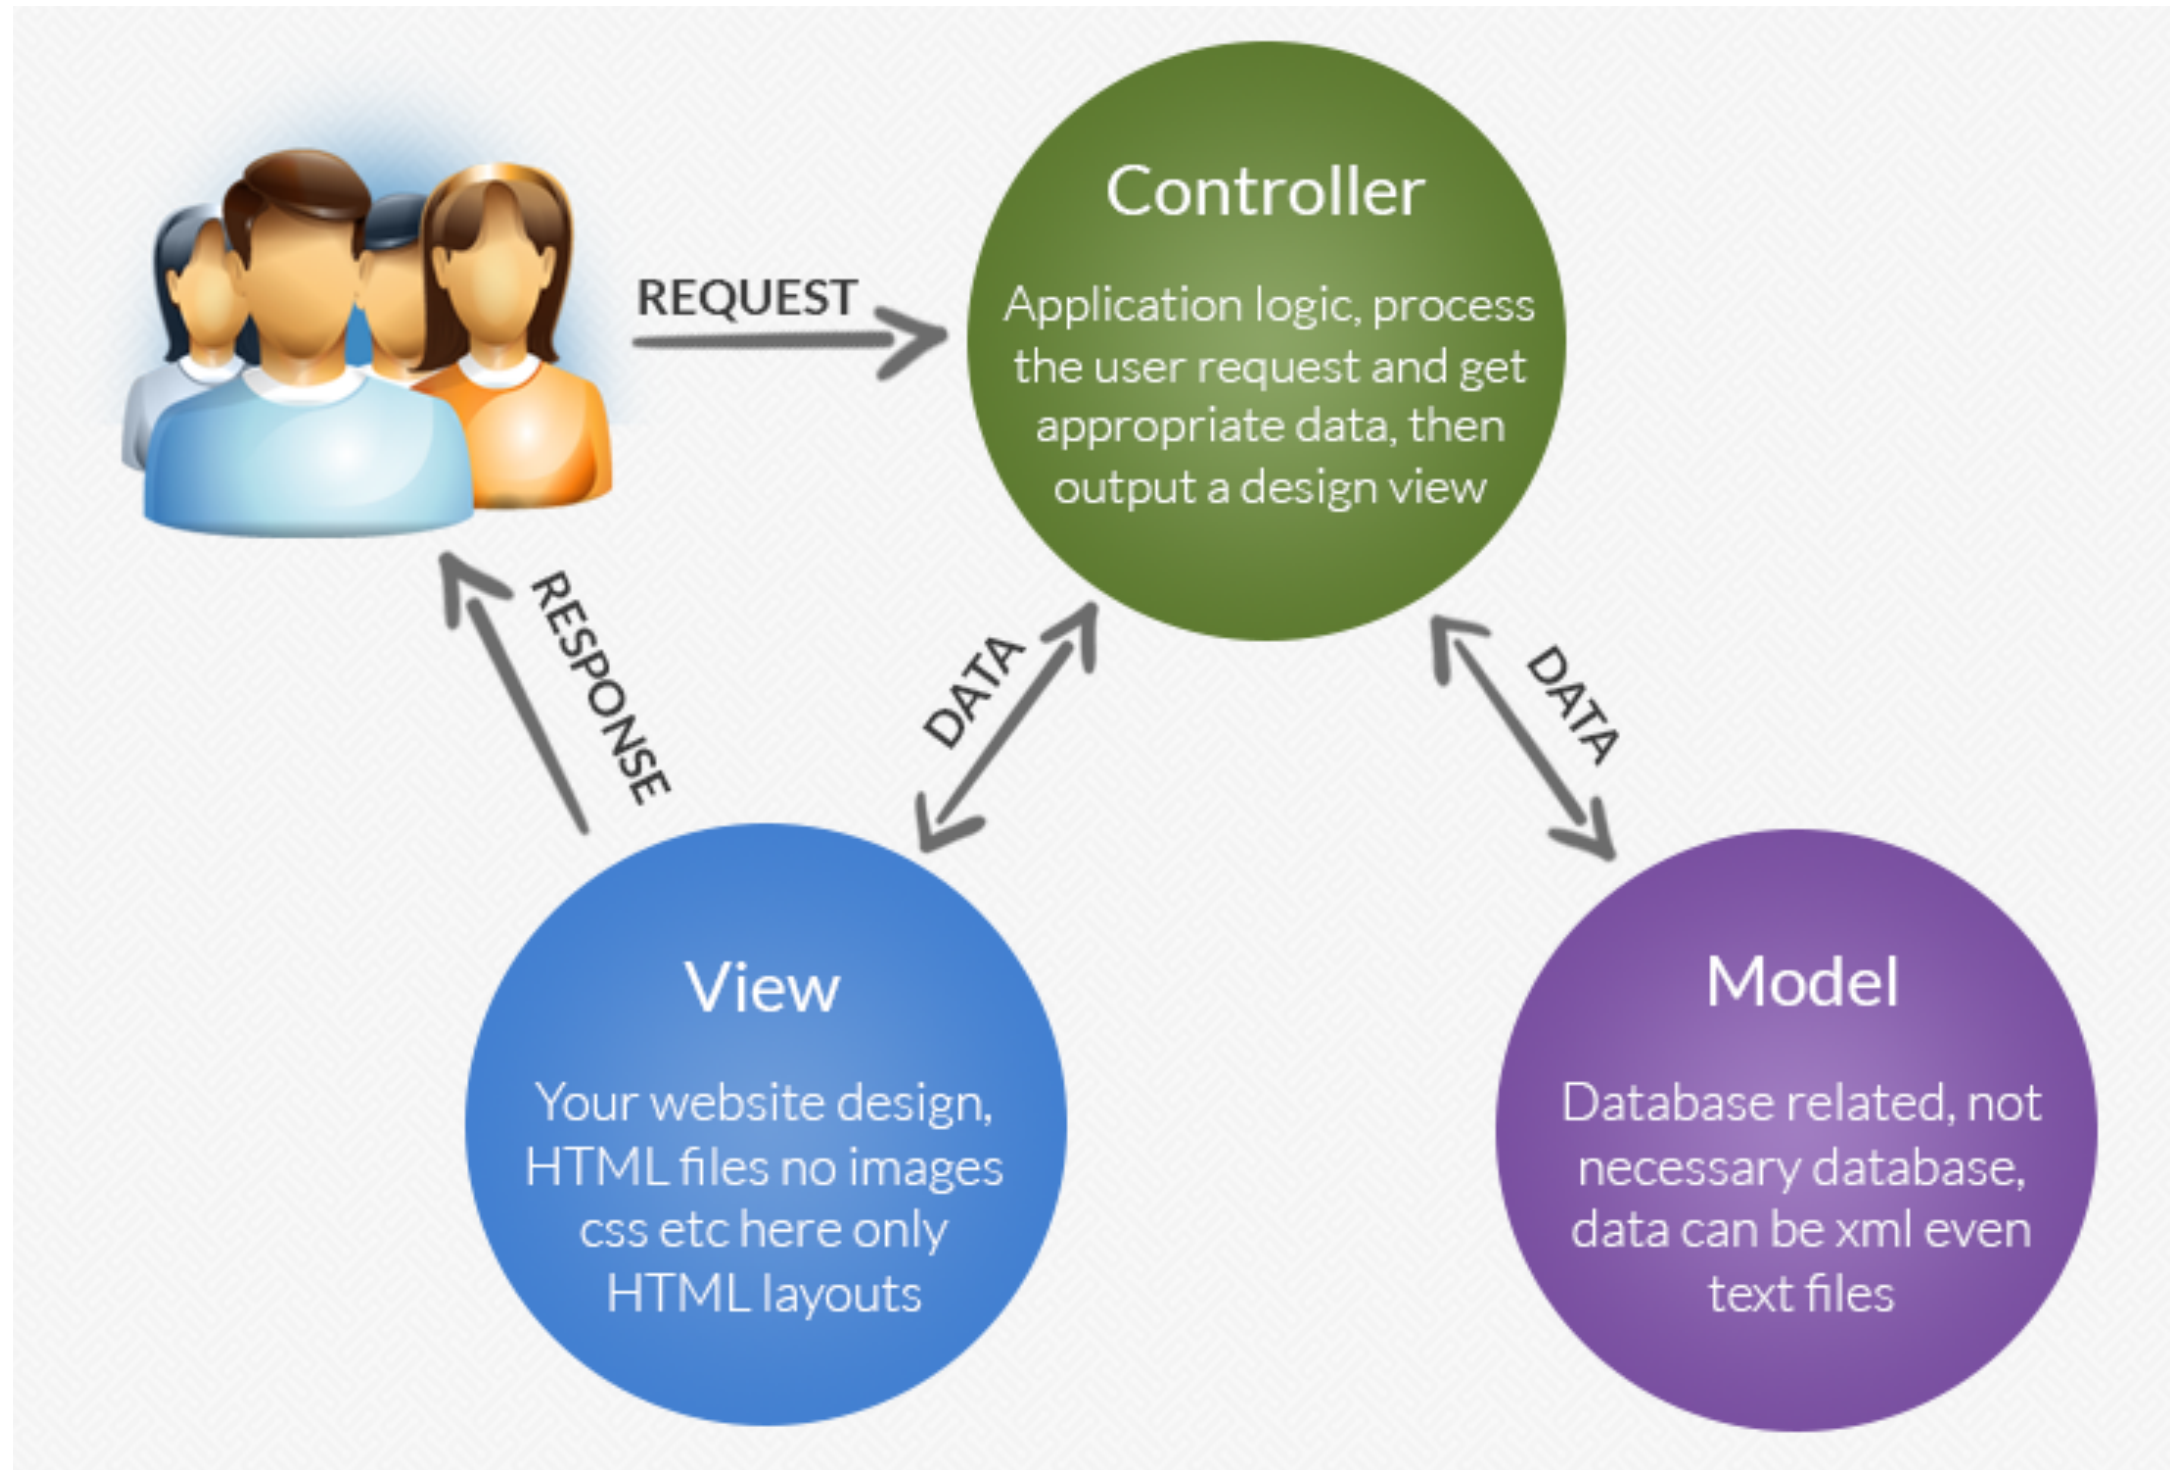 REQUEST
Controller
Application logic, process
the user request and get
appropriate data, then
output a design view
RESPONSE
DATA
DATA
View
Your website design,
HTML files no images
css etc here only
HTML layouts
Model
Database related, not
necessary database,
data can be xml even
text files